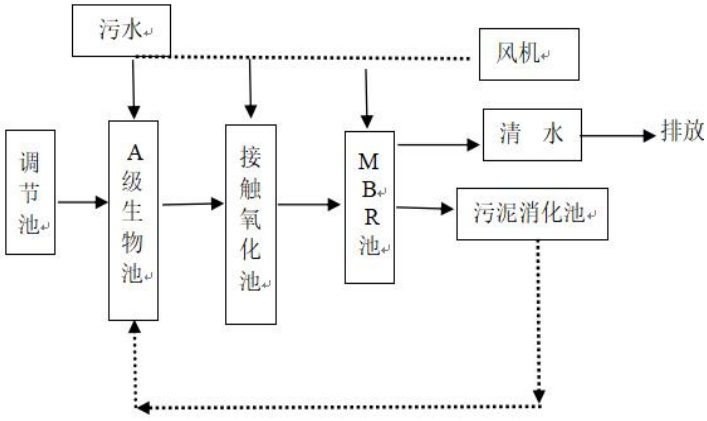 污水
风机
清 水
排放
调节池
A级生物池
接触氧化池
MBR池
污泥消化池